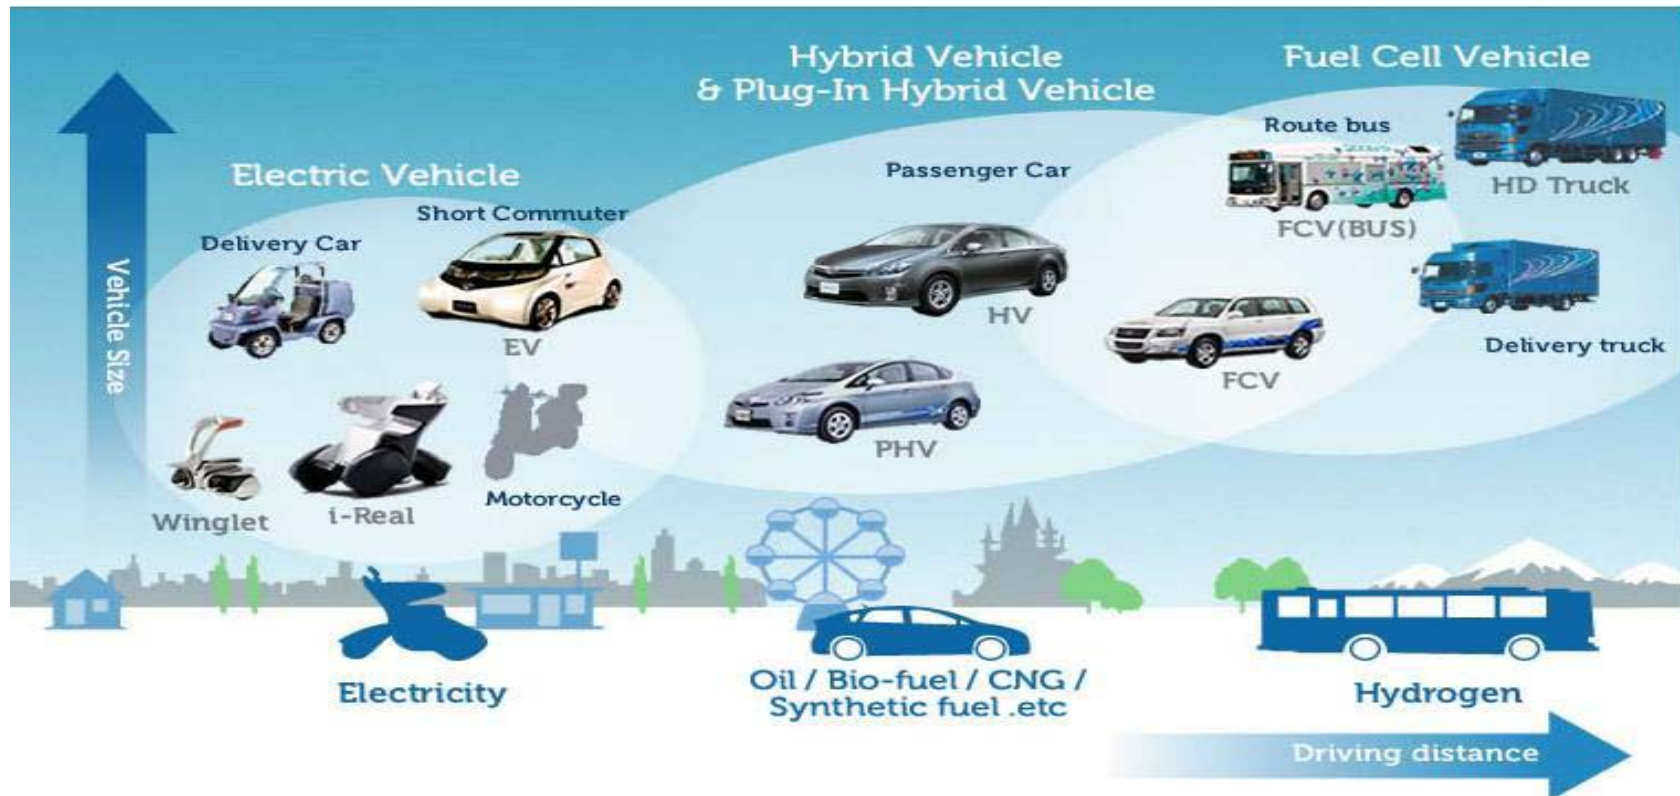 Hybrid Vehicle
& Plug-In Hybrid Vehicle
Fuel Cell Vehicle
Electric Vehicle
Vehicle Size
Delivery Car
Short Commuter
EV
Winglet
i-Real
Motorcycle
Passenger Car
HV
PHV
Route bus
FCV(BUS)
HD Truck
FCV
Delivery truck
Electricity
Oil / Bio-fuel / CNG /
Synthetic fuel .etc
Hydrogen
Driving distance